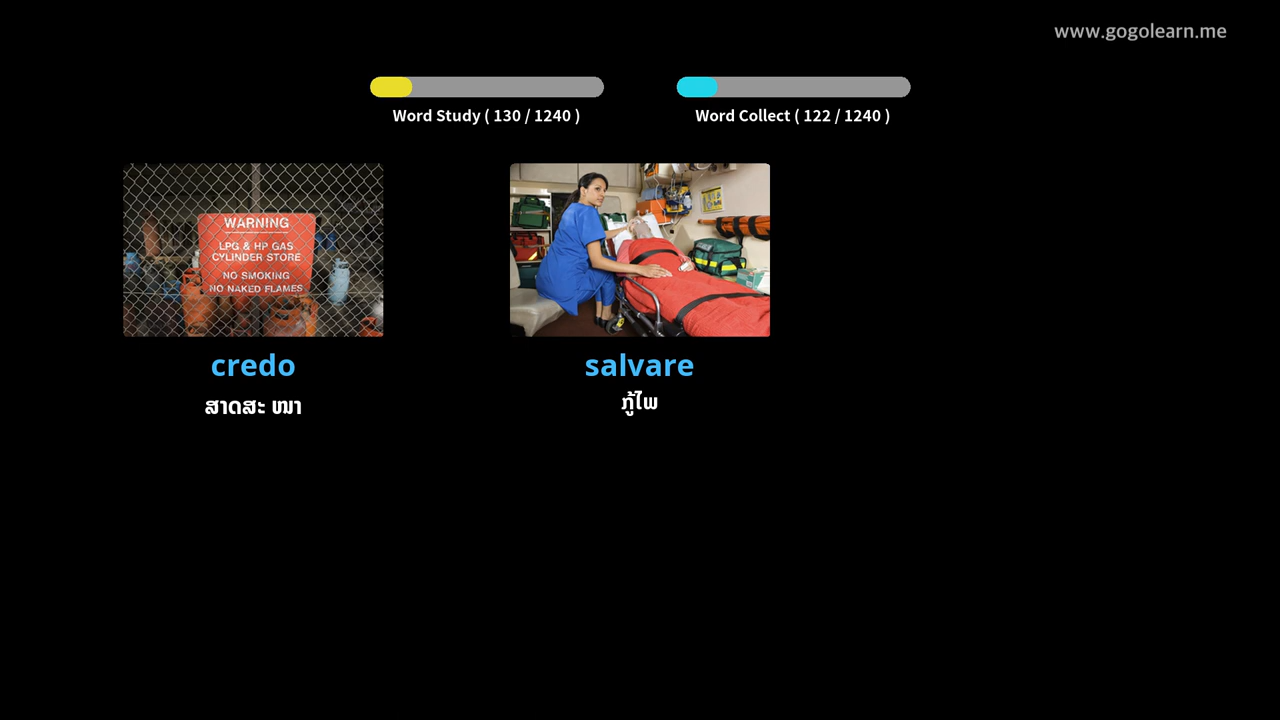 www.gogolearn.me
Word Study ( 130 / 1240 )
Word Collect ( 122 / 1240 )
WARNING
LPG & HP GAS
CYLINDER STORE
NO SMOKING
NO NAKED FLAMES
credo
ສາດສະ ໜາ
salvare
ກູ້ໄພ